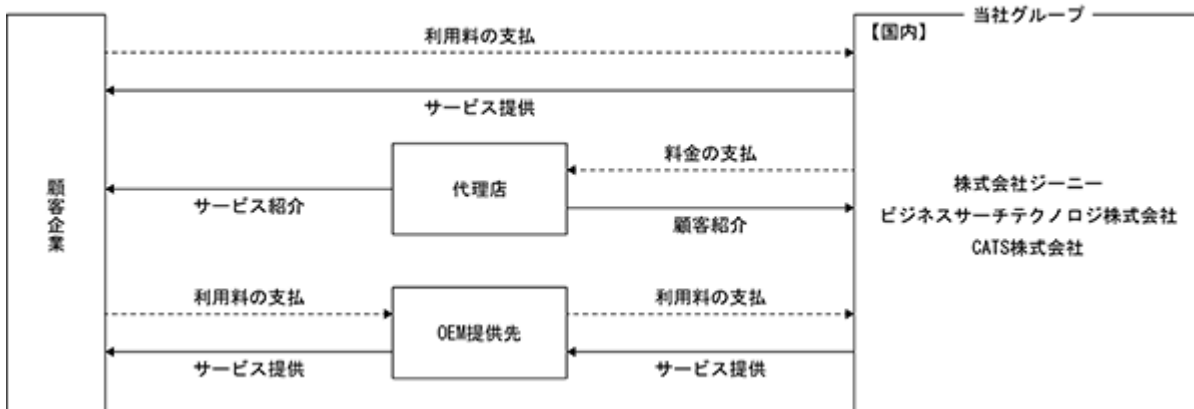 当社グループ
【国内】
利用料の支払
サービス提供
料金の支払
代理店
サービス紹介
顧客紹介
顧客企業
株式会社ジーニー
ビジネスサーチテクノロジ株式会社
CATS株式会社
利用料の支払
利用料の支払
OEM提供先
サービス提供
サービス提供